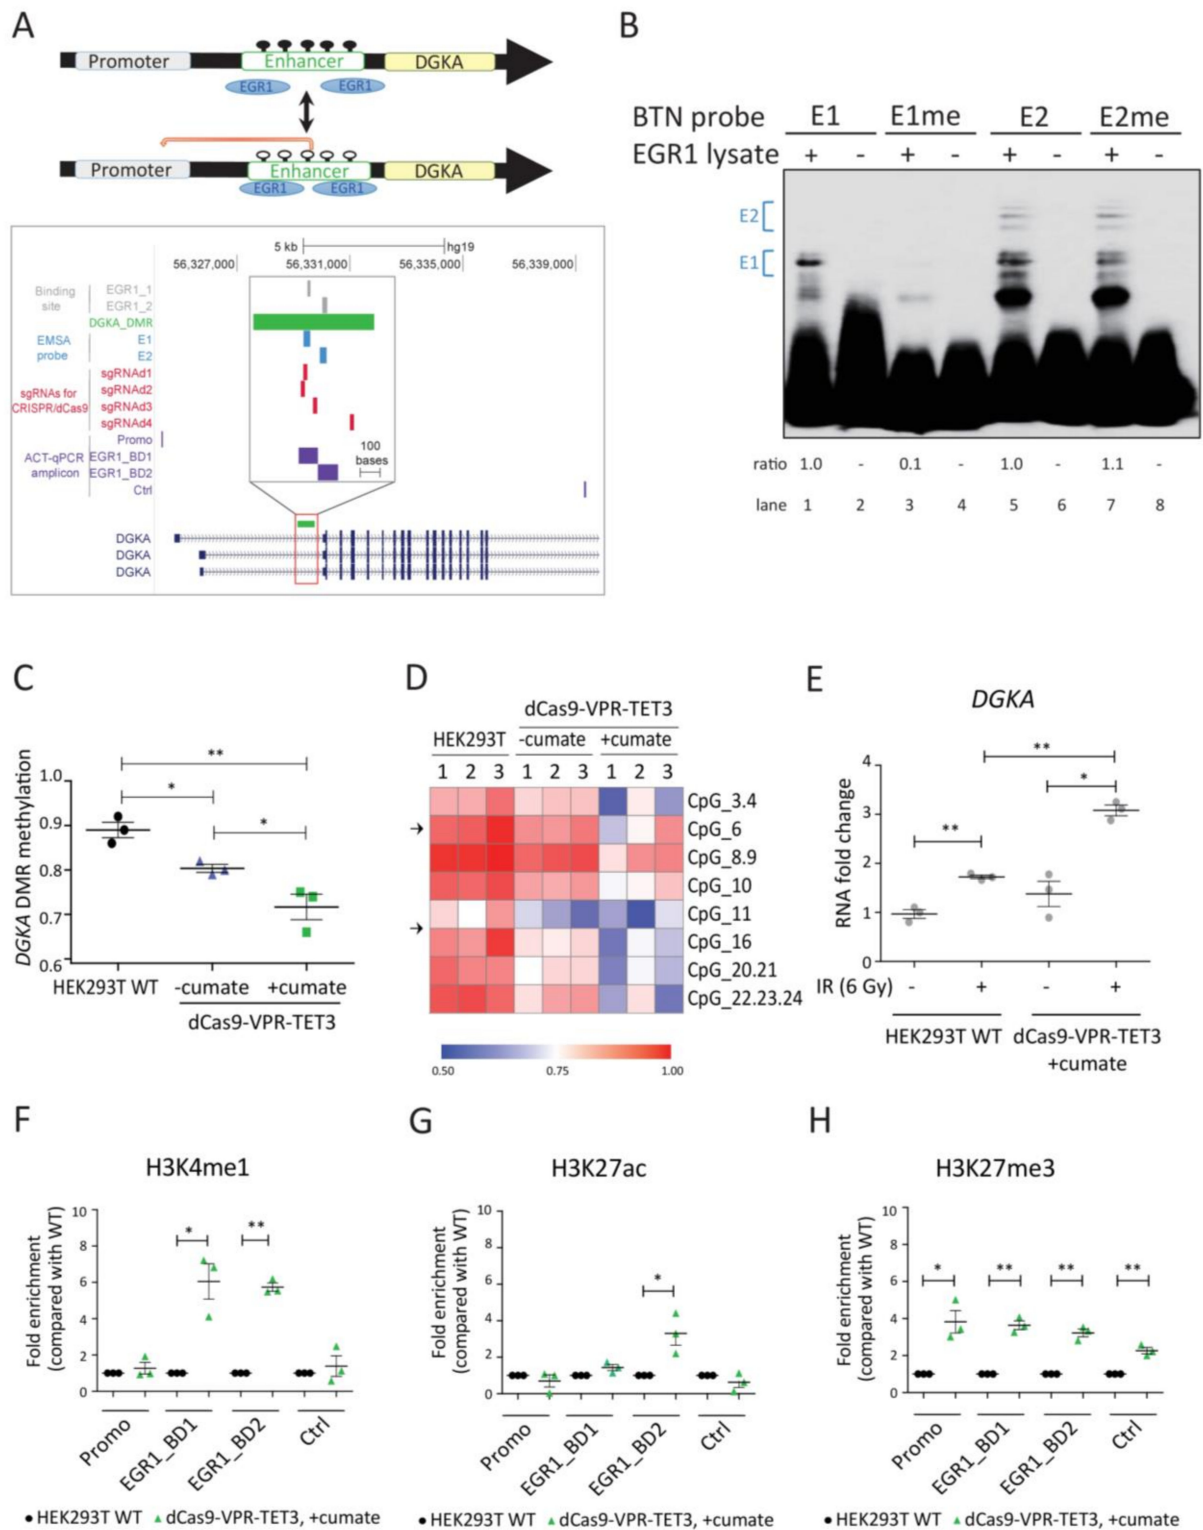 A
Promoter
Enhancer
DGKA
EGR1
EGR1
Promoter
Enhancer
DGKA
EGR1
EGR1
5 kb
hg19
56,327,000
56,331,000
56,335,000
56,339,000
Binding site
EGR1_1
EGR1_2
DGKA_DMR
EMSA probe
E1
E2
sgRNAs for CRISPR/dCas9
sgRNAd1
sgRNAd2
sgRNAd3
sgRNAd4
ACT-qPCR amplicon
Promo
EGR1_BD1
EGR1_BD2
Ctrl
100 bases
DGKA
DGKA
DGKA
B
BTN probe E1 E1me E2 E2me
EGR1 lysate + - + - + - + -
E2
E1
ratio 1.0 - 0.1 - 1.0 - 1.1 -
lane 1 2 3 4 5 6 7 8
C
DGKA DMR methylation
1.0
0.9
0.8
0.7
0.6
**
*
*
HEK293T WT -cumate +cumate
dCas9-VPR-TET3
D
dCas9-VPR-TET3
HEK293T -cumate +cumate
1 2 3 1 2 3 1 2 3
CpG_3.4
CpG_6
CpG_8.9
CpG_10
CpG_11
CpG_16
CpG_20.21
CpG_22.23.24
0.50 0.75 1.00
E
DGKA
RNA fold change
4
3
2
1
0
**
*
**
IR (6 Gy) - + - +
HEK293T WT dCas9-VPR-TET3
+cumate
F
H3K4me1
Fold enrichment
(compared with WT)
10
8
6
4
2
0
* **
Promo EGR1_BD1 EGR1_BD2 Ctrl
HEK293T WT dCas9-VPR-TET3, +cumate
G
H3K27ac
Fold enrichment
(compared with WT)
10
8
6
4
2
0
*
Promo EGR1_BD1 EGR1_BD2 Ctrl
HEK293T WT dCas9-VPR-TET3, +cumate
H
H3K27me3
Fold enrichment
(compared with WT)
10
8
6
4
2
0
* ** ** **
Promo EGR1_BD1 EGR1_BD2 Ctrl
HEK293T WT dCas9-VPR-TET3, +cumate